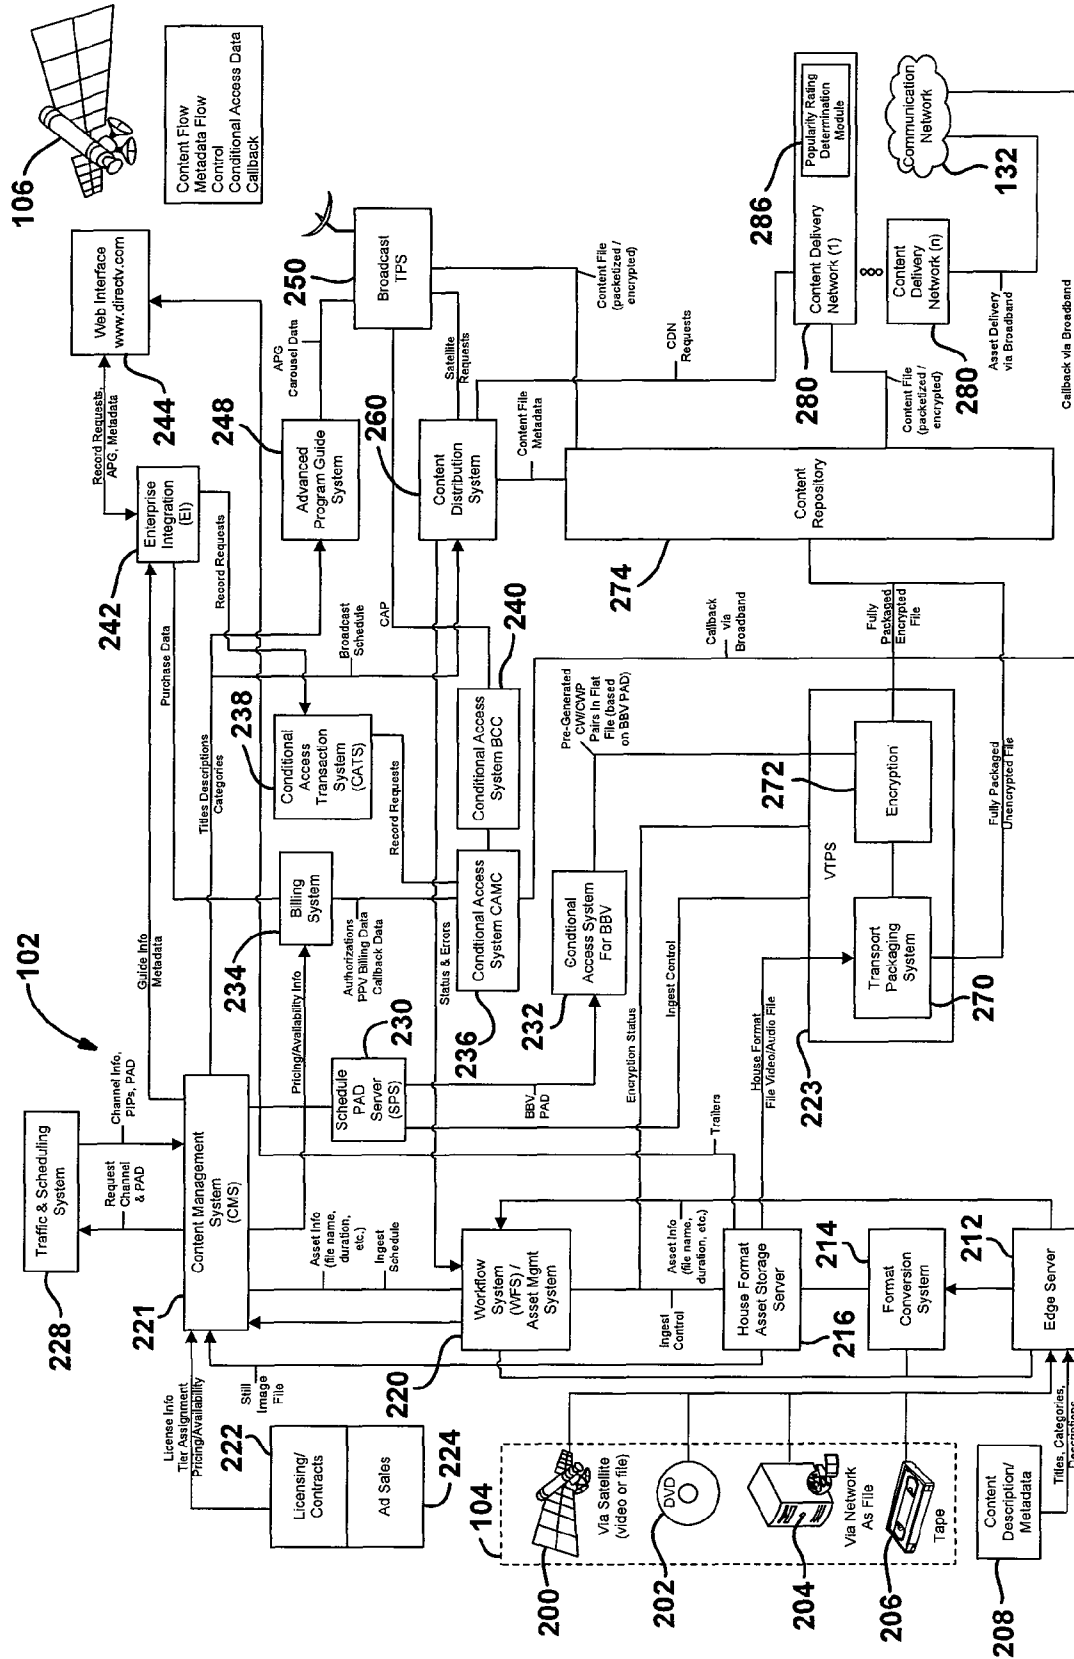 102
106
Content Flow
Metadata Flow
Control
Conditional Access Data
Callback
228
Traffic & Scheduling
System
Request
Channel
& PAD
Channel Info,
PIPs, PAD
License Info
Tier Assignment
Pricing/Availability
221
Content Management
System
(CMS)
Guide Info
Metadata
Purchase Data
242
Enterprise
Integration
(EI)
Record Requests,
APG, Metadata
244
Web Interface
www.directv.com
Record Requests
Titles Descriptions
Categories
222
Licensing/
Contracts
Ad Sales
224
Still
Image
File
Asset Info
(file name,
duration,
etc.)
Ingest
Schedule
Pricing/Availability Info
234
Billing
System
238
Conditional
Access
Transaction
System
(CATS)
Broadcast
Schedule
248
Advanced
Program Guide
System
APG
Carousel Data
250
Broadcast
TPS
230
Schedule
PAD
Server
(SPS)
Authorizations
PPV Billing Data
Callback Data
Record Requests
CAP
Status & Errors
260
Satellite
Requests
Content
Distribution
System
220
Workflow
System
(WFS) /
Asset Mgmt
System
236
Condtional Access
System CAMC
Conditional Access
System BCC
240
Content File
Metadata
CDN
Requests
Content File
(packetized /
encrypted)
104
200
Via Satellite
(video or file)
202
DVD
204
Via Network
As File
206
Tape
BBV
PAD
232
Condtional
Access System
For BBV
Pre-Generated
CW/CWP
Pairs In Flat
File (based
on BBV PAD)
274
Content
Repository
Ingest
Control
Asset Info
(file name,
duration, etc.)
Encryption Status
Ingest Control
Callback
via
Broadband
216
House Format
Asset Storage
Server
Trailers
House Format
File Video/Audio File
223
VTPS
272
Encryption
270
Transport
Packaging
System
Fully
Packaged
Encrypted
File
Fully Packaged
Unencrypted File
280
Content Delivery
Network (1)
286
Popularity Rating
Determination
Module
Content File
(packetized /
encrypted)
280
Content
Delivery
Network (n)
Asset Delivery
via Broadband
Communication
Network
132
214
Format
Conversion
System
212
Edge Server
208
Content
Description/
Metadata
Titles, Categories,
Descriptions
Callback via Broadband